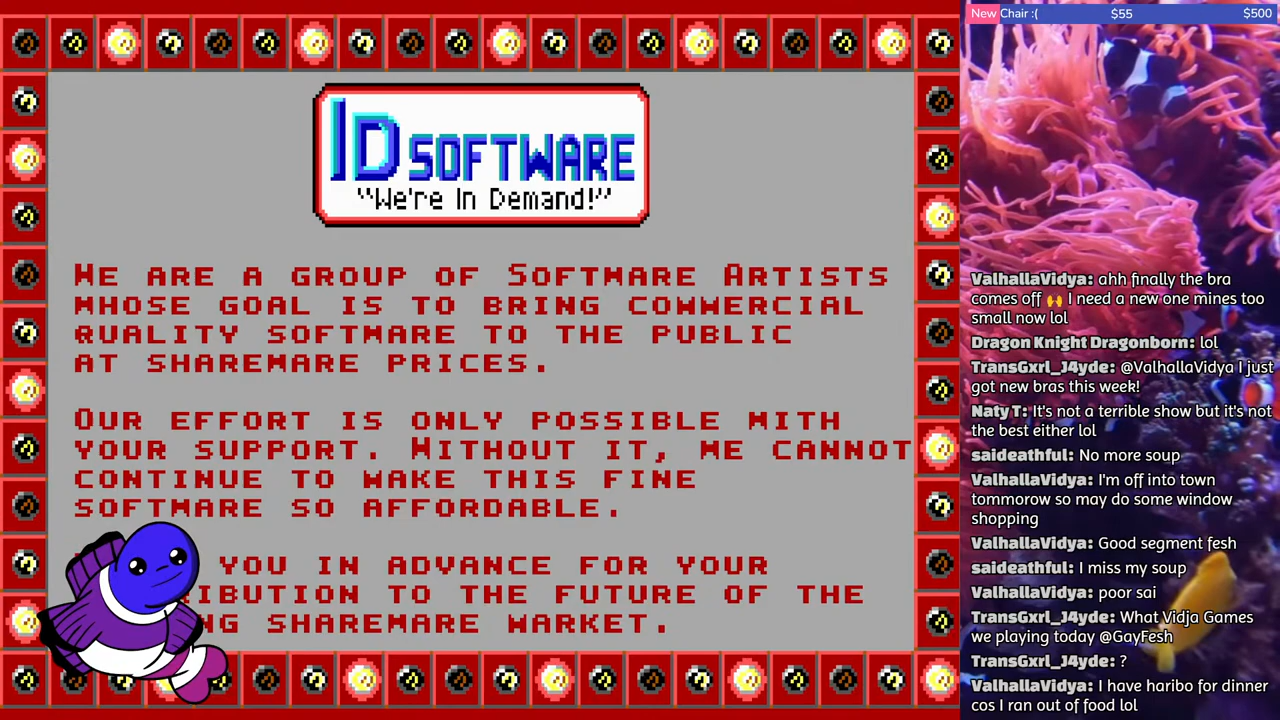 New Chair :( $55 $500
ID SOFTWARE
"We're In Demand!"
WE ARE A GROUP OF SOFTWARE ARTISTS
WHOSE GOAL IS TO BRING COMMERCIAL
QUALITY SOFTWARE TO THE PUBLIC
AT SHAREWARE PRICES.
OUR EFFORT IS ONLY POSSIBLE WITH
YOUR SUPPORT. WITHOUT IT, WE CANNOT
CONTINUE TO MAKE THIS FINE
SOFTWARE SO AFFORDABLE.
YOU IN ADVANCE FOR YOUR
RIBUTION TO THE FUTURE OF THE
NG SHAREWARE MARKET.
ValhallaVidya: ahh finally the bra
comes off 🙌 I need a new one mines too
small now lol
Dragon Knight Dragonborn: lol
TransGxrl_J4yde: @ValhallaVidya I just
got new bras this week!
Naty T: It's not a terrible show but it's not
the best either lol
saideathful: No more soup
ValhallaVidya: I'm off into town
tommorow so may do some window
shopping
ValhallaVidya: Good segment fesh
saideathful: I miss my soup
ValhallaVidya: poor sai
TransGxrl_J4yde: What Vidja Games
we playing today @GayFesh
TransGxrl_J4yde: ?
ValhallaVidya: I have haribo for dinner
cos I ran out of food lol